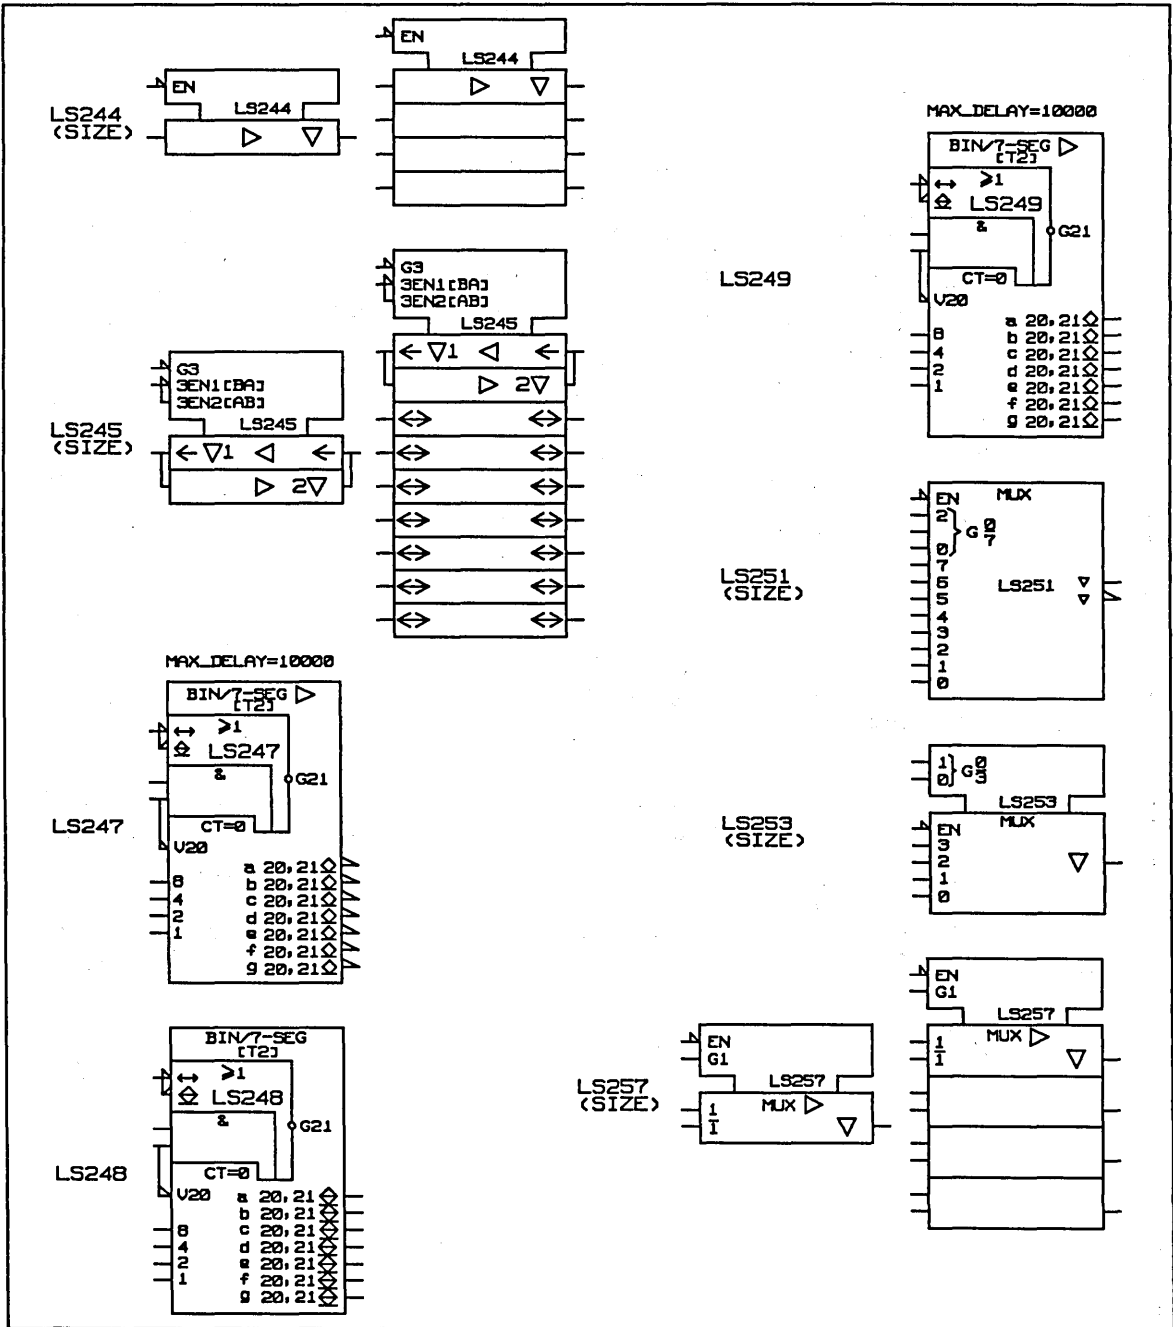 LS244
(SIZE)
EN
LS244
EN
LS244
LS245
(SIZE)
G3
3EN1[BA]
3EN2[AB]
LS245
1
2
G3
3EN1[BA]
3EN2[AB]
LS245
1
2
LS247
MAX_DELAY=10000
BIN/7-SEG
[T2]
≥1
LS247
&
G21
CT=0
V20
8
4
2
1
a 20,21
b 20,21
c 20,21
d 20,21
e 20,21
f 20,21
g 20,21
LS248
BIN/7-SEG
[T2]
≥1
LS248
&
G21
CT=0
V20
8
4
2
1
a 20,21
b 20,21
c 20,21
d 20,21
e 20,21
f 20,21
g 20,21
LS249
MAX_DELAY=10000
BIN/7-SEG
[T2]
≥1
LS249
&
G21
CT=0
V20
8
4
2
1
a 20,21
b 20,21
c 20,21
d 20,21
e 20,21
f 20,21
g 20,21
LS251
(SIZE)
EN
MUX
2
G 0/7
0
7
6
5
4
3
2
1
0
LS251
LS253
(SIZE)
1
0
G 0/3
LS253
MUX
EN
3
2
1
0
LS257
(SIZE)
EN
G1
LS257
MUX
1
1
EN
G1
LS257
MUX
1
1